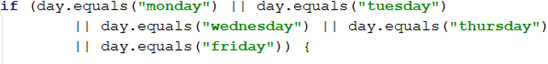 if (day.equals("monday") || day.equals("tuesday")
|| day.equals("wednesday") || day.equals("thursday")
|| day.equals("friday")) {